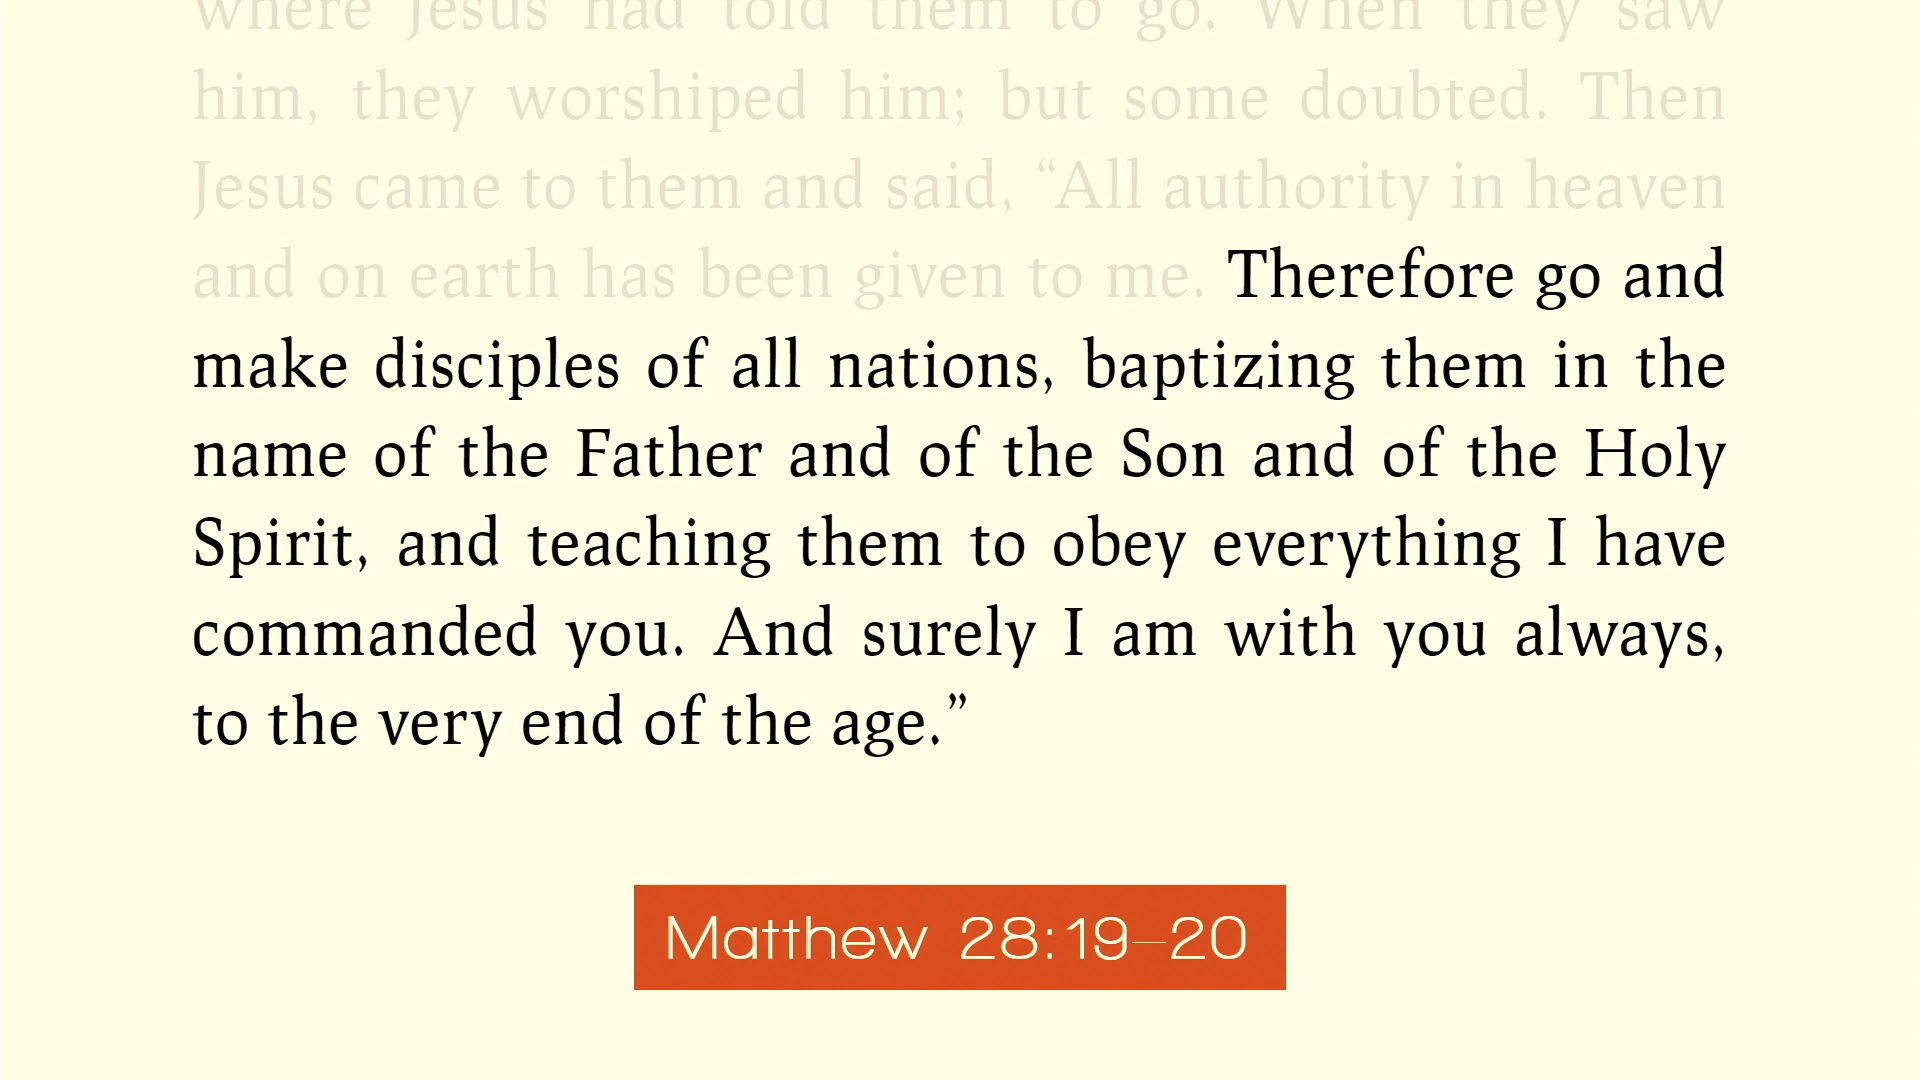 where Jesus had told them to go. When they saw
him, they worshiped him; but some doubted. Then
Jesus came to them and said, “All authority in heaven
and on earth has been given to me. Therefore go and
make disciples of all nations, baptizing them in the
name of the Father and of the Son and of the Holy
Spirit, and teaching them to obey everything I have
commanded you. And surely I am with you always,
to the very end of the age.”
Matthew 28:19–20